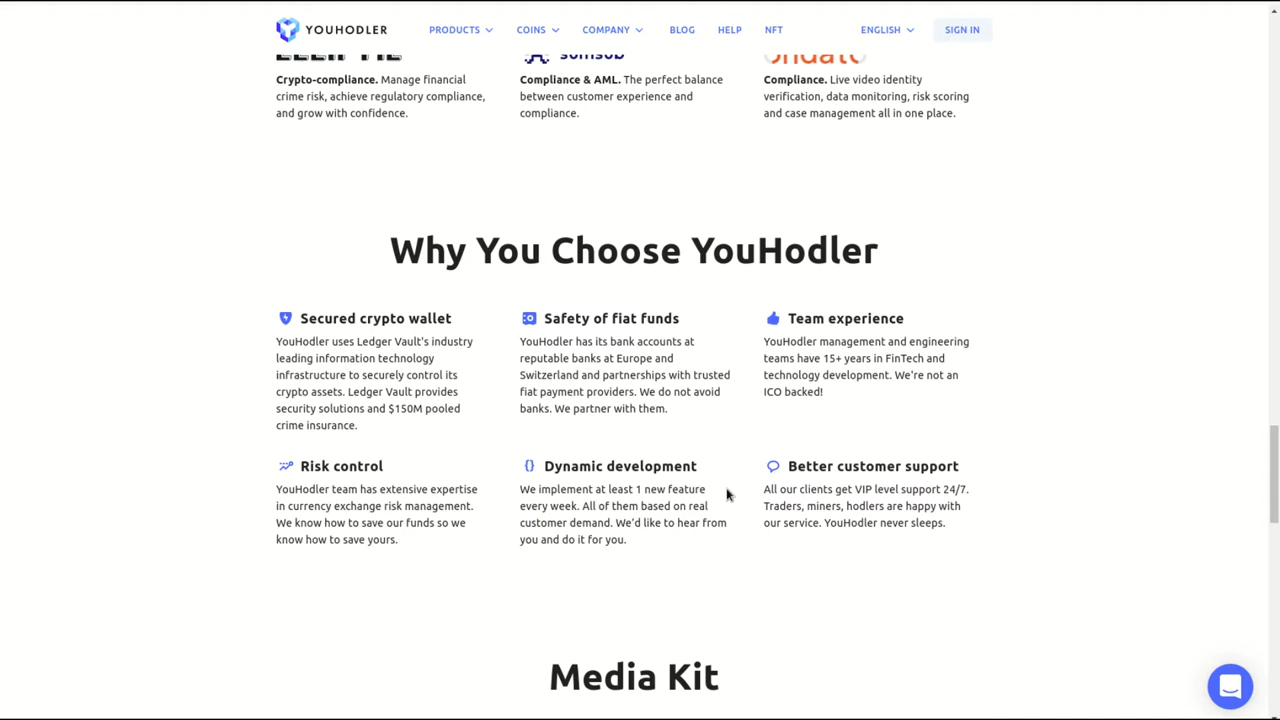 YOUHODLER
PRODUCTS
COINS
COMPANY
BLOG
HELP
NFT
ENGLISH
SIGN IN
sumsub
Crypto-compliance. Manage financial
crime risk, achieve regulatory compliance,
and grow with confidence.
Compliance & AML. The perfect balance
between customer experience and
compliance.
Compliance. Live video identity
verification, data monitoring, risk scoring
and case management all in one place.
Why You Choose YouHodler
Secured crypto wallet
YouHodler uses Ledger Vault's industry
leading information technology
infrastructure to securely control its
crypto assets. Ledger Vault provides
security solutions and $150M pooled
crime insurance.
Safety of fiat funds
YouHodler has its bank accounts at
reputable banks at Europe and
Switzerland and partnerships with trusted
fiat payment providers. We do not avoid
banks. We partner with them.
Team experience
YouHodler management and engineering
teams have 15+ years in FinTech and
technology development. We're not an
ICO backed!
Risk control
YouHodler team has extensive expertise
in currency exchange risk management.
We know how to save our funds so we
know how to save yours.
{} Dynamic development
We implement at least 1 new feature
every week. All of them based on real
customer demand. We'd like to hear from
you and do it for you.
Better customer support
All our clients get VIP level support 24/7.
Traders, miners, hodlers are happy with
our service. YouHodler never sleeps.
Media Kit